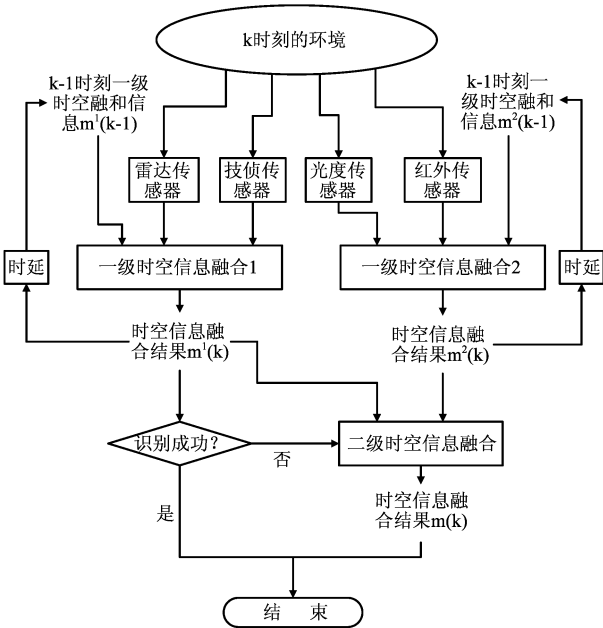 k时刻的环境
k-1时刻一级
时空融和信
息m¹(k-1)
k-1时刻一
级时空融和
信息m²(k-1)
雷达传
感器
技侦传
感器
光度传
感器
红外传
感器
时延
一级时空信息融合1
一级时空信息融合2
时延
时空信息融
合结果m¹(k)
时空信息融
合结果m²(k)
识别成功?
否
二级时空信息融合
是
时空信息融
合结果m(k)
结 束